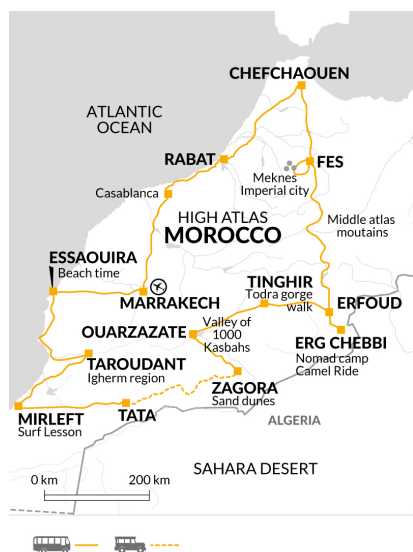 CHEFCHAOUEN
ATLANTIC
OCEAN
RABAT
FES
Meknes
Imperial city
Casablanca
HIGH ATLAS
MOROCCO
Middle atlas
moutains
ESSAOUIRA
Beach time
MARRAKECH
TINGHIR
Todra gorge
walk
ERFOUD
OUARZAZATE
Valley of
1000
Kasbahs
ERG CHEBBI
Nomad camp
Camel Ride
TAROUDANT
Igherm region
ZAGORA
Sand dunes
MIRLEFT
Surf Lesson
TATA
ALGERIA
SAHARA DESERT
0 km
200 km